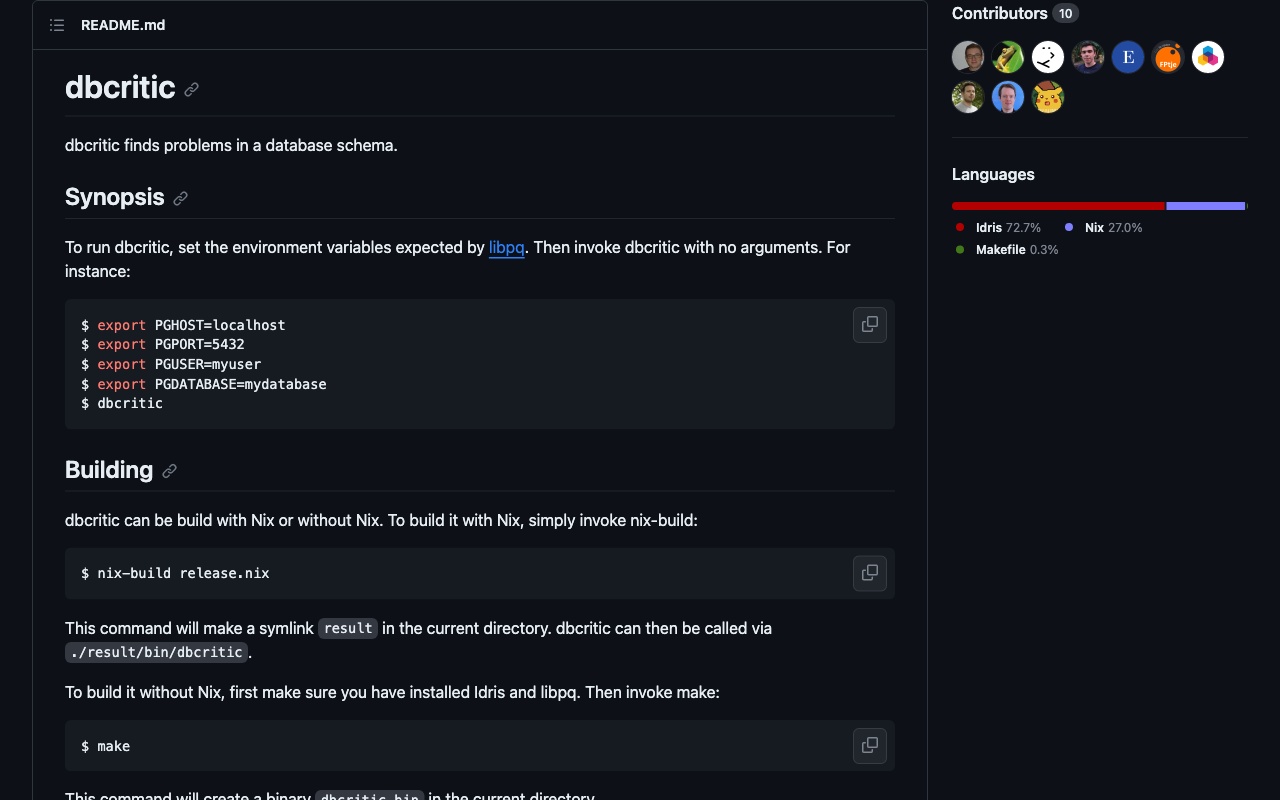 README.md
dbcritic
dbcritic finds problems in a database schema.
Synopsis
To run dbcritic, set the environment variables expected by libpq. Then invoke dbcritic with no arguments. For
instance:
$ export PGHOST=localhost
$ export PGPORT=5432
$ export PGUSER=myuser
$ export PGDATABASE=mydatabase
$ dbcritic
Building
dbcritic can be build with Nix or without Nix. To build it with Nix, simply invoke nix-build:
$ nix-build release.nix
This command will make a symlink result in the current directory. dbcritic can then be called via
./result/bin/dbcritic.
To build it without Nix, first make sure you have installed Idris and libpq. Then invoke make:
$ make
This command will create a binary dbcritic.bin in the current directory.
Contributors 10
E
FPtje
Languages
Idris 72.7% Nix 27.0%
Makefile 0.3%